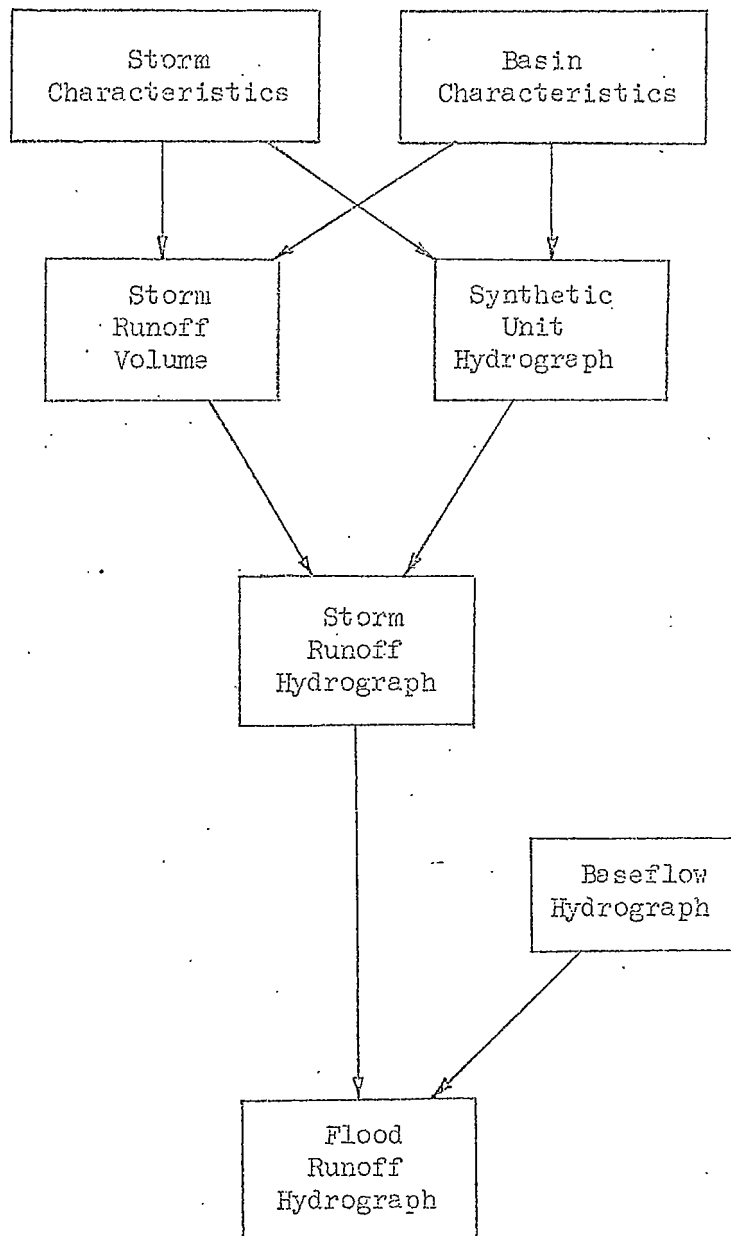 Storm
Characteristics
Basin
Characteristics
Storm
Runoff
Volume
Synthetic
Unit
Hydrograph
Storm
Runoff
Hydrograph
Baseflow
Hydrograph
Flood
Runoff
Hydrograph